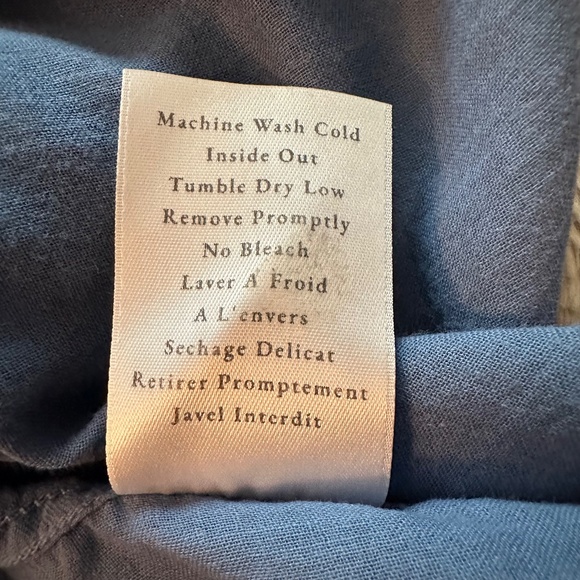 Machine Wash Cold
Inside Out
Tumble Dry Low
Remove Promptly
No Bleach
Laver A Froid
A L'envers
Sechage Delicat
Retirer Promptement
Javel Interdit